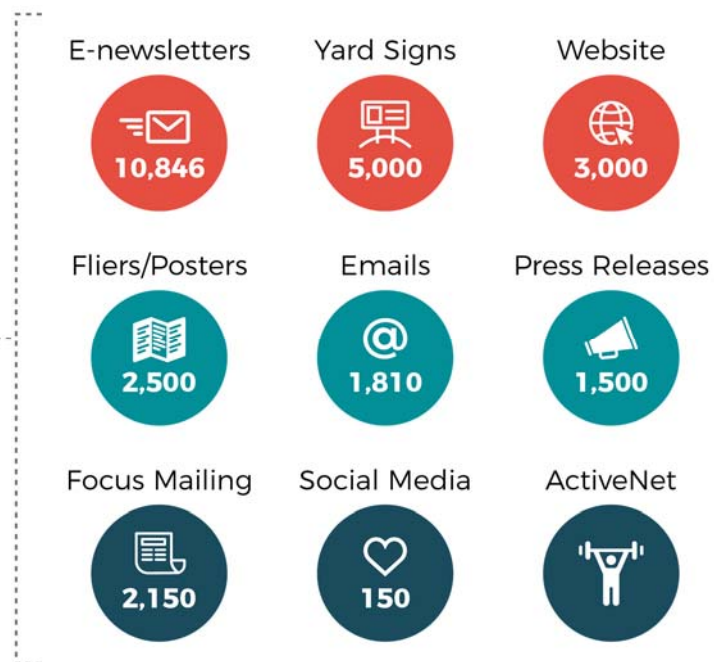 E-newsletters Yard Signs Website
10,846 5,000 3,000
Fliers/Posters Emails Press Releases
@
2,500 1,810 1,500
Focus Mailing Social Media ActiveNet
2,150 150